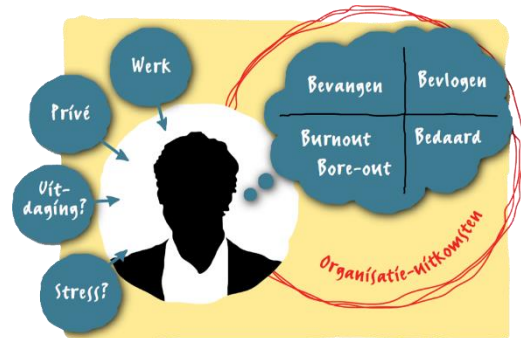 Werk
Privé
Uit-
daging?
Stress?
Bevangen
Bevlogen
Burnout
Bore-out
Bedaard
Organisatie-uitkomsten